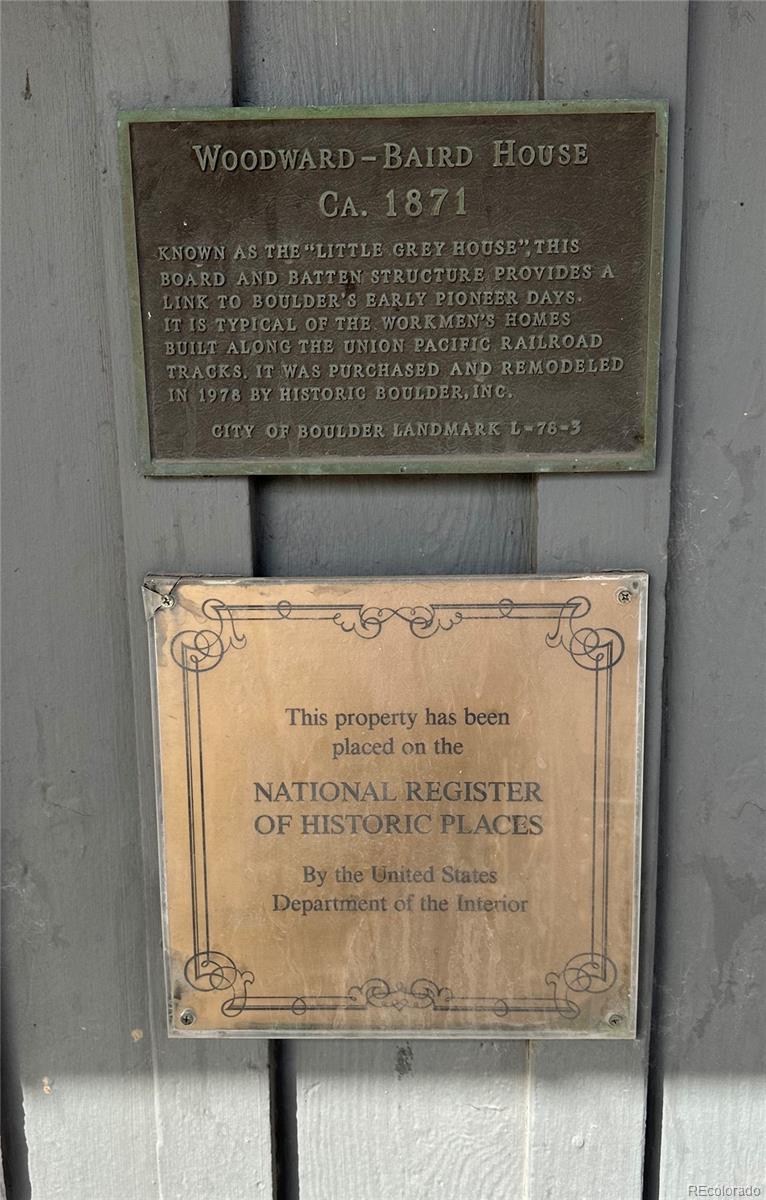 WOODWARD-BAIRD HOUSE
CA. 1871
KNOWN AS THE "LITTLE GREY HOUSE", THIS
BOARD AND BATTEN STRUCTURE PROVIDES A
LINK TO BOULDER'S EARLY PIONEER DAYS.
IT IS TYPICAL OF THE WORKMEN'S HOMES
BUILT ALONG THE UNION PACIFIC RAILROAD
TRACKS. IT WAS PURCHASED AND REMODELED
IN 1978 BY HISTORIC BOULDER, INC.
CITY OF BOULDER LANDMARK L-78-3
This property has been
placed on the
NATIONAL REGISTER
OF HISTORIC PLACES
By the United States
Department of the Interior
REcolorado